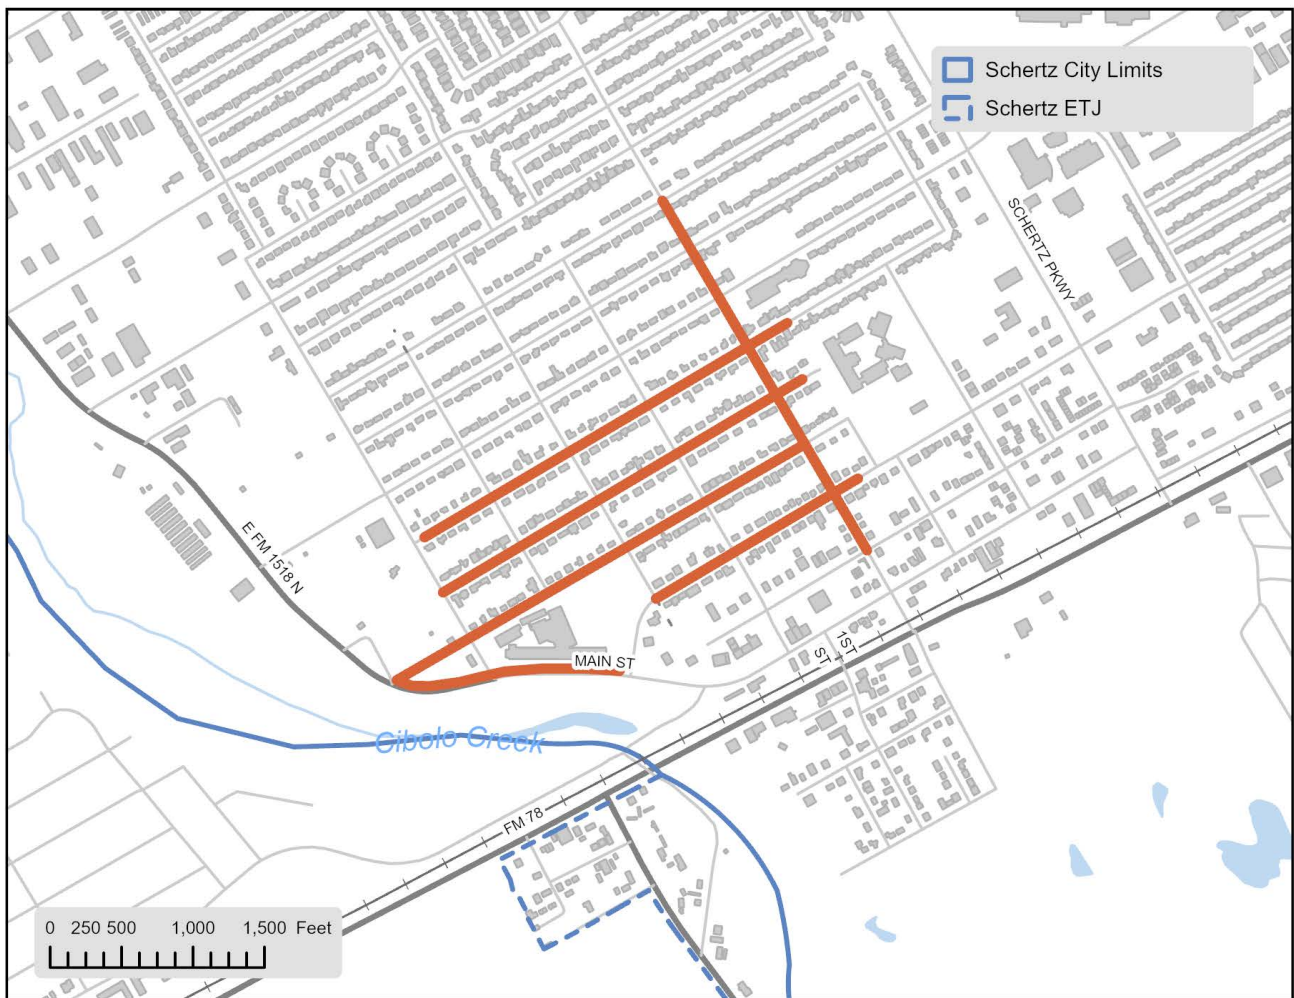 Schertz City Limits
Schertz ETJ
SCHERTZ PKWY
E FM 1518 N
MAIN ST
1ST
ST
Cibolo Creek
FM 78
0 250 500 1,000 1,500 Feet